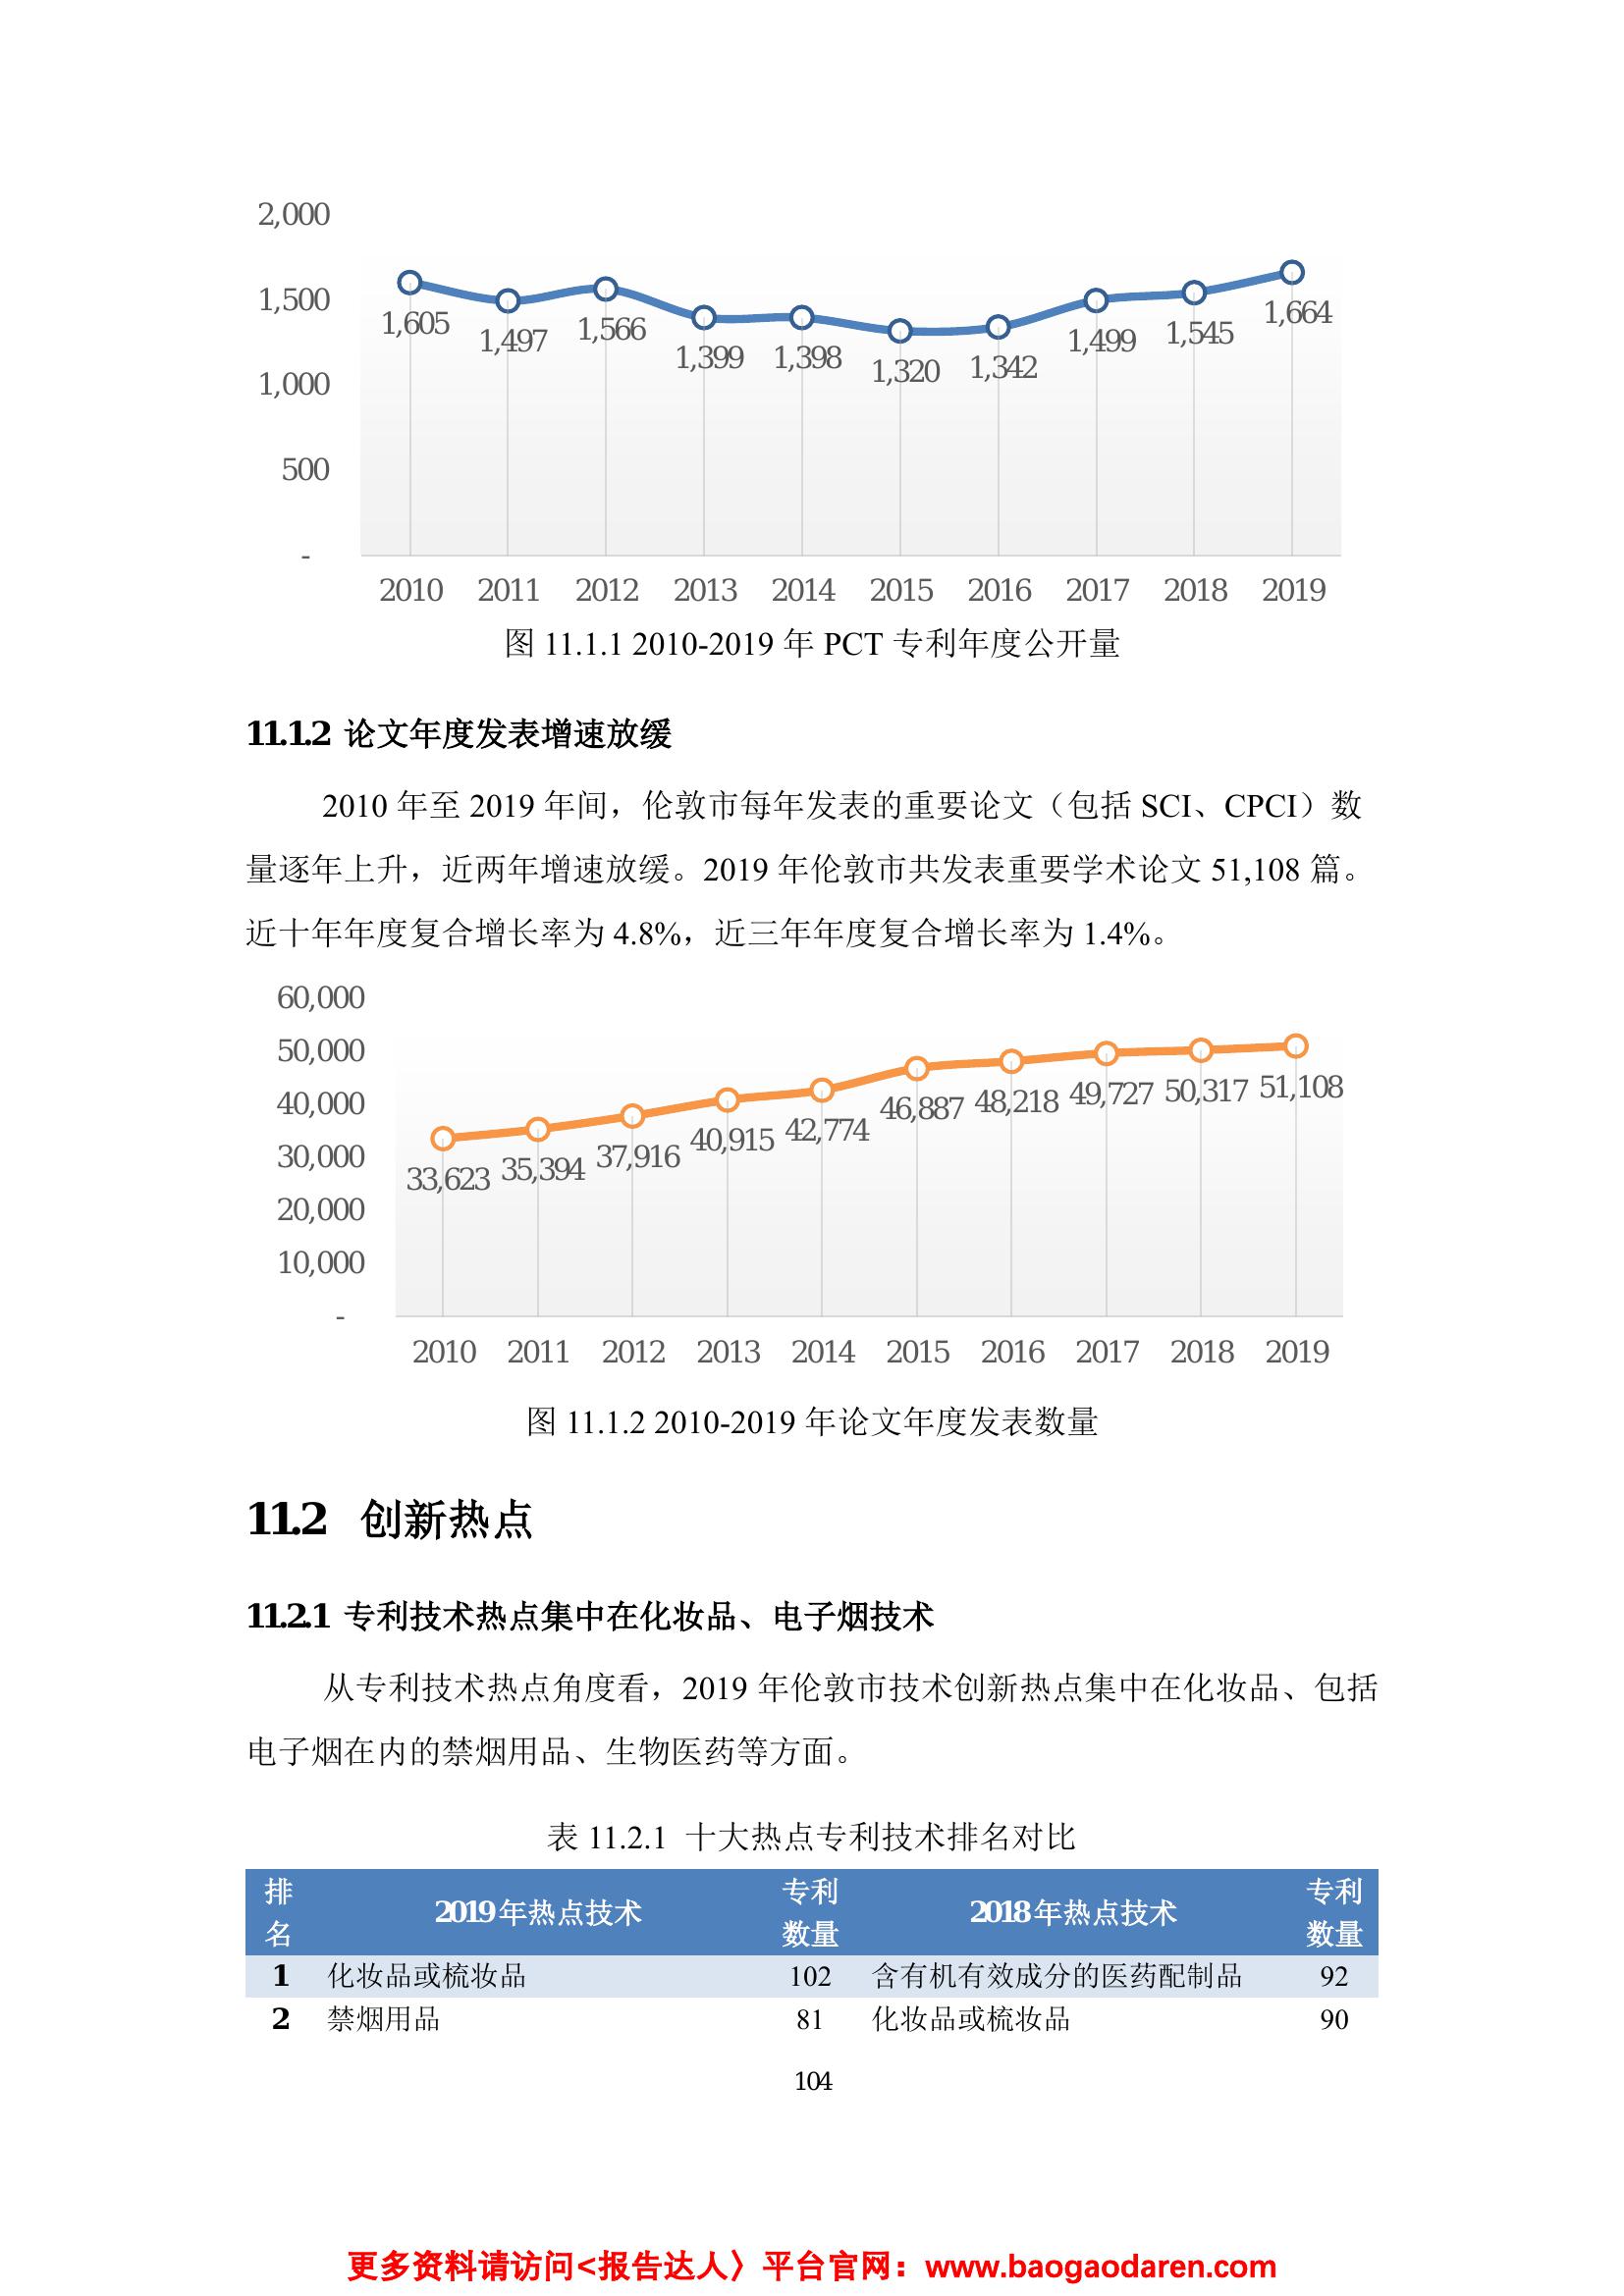 2,000
1,500
1,000
500
-
1,605
1,497
1,566
1,399
1,398
1,320
1,342
1,499
1,545
1,664
2010 2011 2012 2013 2014 2015 2016 2017 2018 2019
图 11.1.1 2010-2019 年 PCT 专利年度公开量
11.1.2 论文年度发表增速放缓
2010 年至 2019 年间，伦敦市每年发表的重要论文（包括 SCI、CPCI）数
量逐年上升，近两年增速放缓。2019 年伦敦市共发表重要学术论文 51,108 篇。
近十年年度复合增长率为 4.8%，近三年年度复合增长率为 1.4%。
60,000
50,000
40,000
30,000
20,000
10,000
-
33,623
35,394
37,916
40,915
42,774
46,887
48,218
49,727
50,317
51,108
2010 2011 2012 2013 2014 2015 2016 2017 2018 2019
图 11.1.2 2010-2019 年论文年度发表数量
11.2 创新热点
11.2.1 专利技术热点集中在化妆品、电子烟技术
从专利技术热点角度看，2019 年伦敦市技术创新热点集中在化妆品、包括
电子烟在内的禁烟用品、生物医药等方面。
表 11.2.1 十大热点专利技术排名对比
排名 2019年热点技术 专利数量 2018年热点技术 专利数量
1 化妆品或梳妆品 102 含有机有效成分的医药配制品 92
2 禁烟用品 81 化妆品或梳妆品 90
104
更多资料请访问<报告达人〉平台官网：www.baogaodaren.com